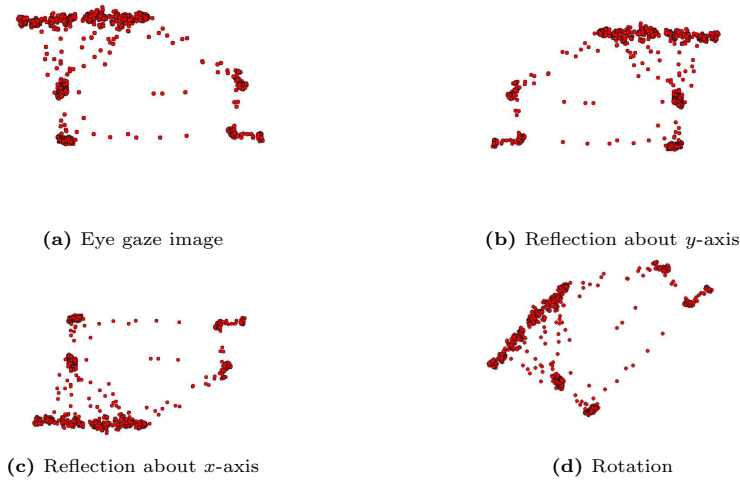 (a) Eye gaze image
(b) Reflection about y-axis
(c) Reflection about x-axis
(d) Rotation